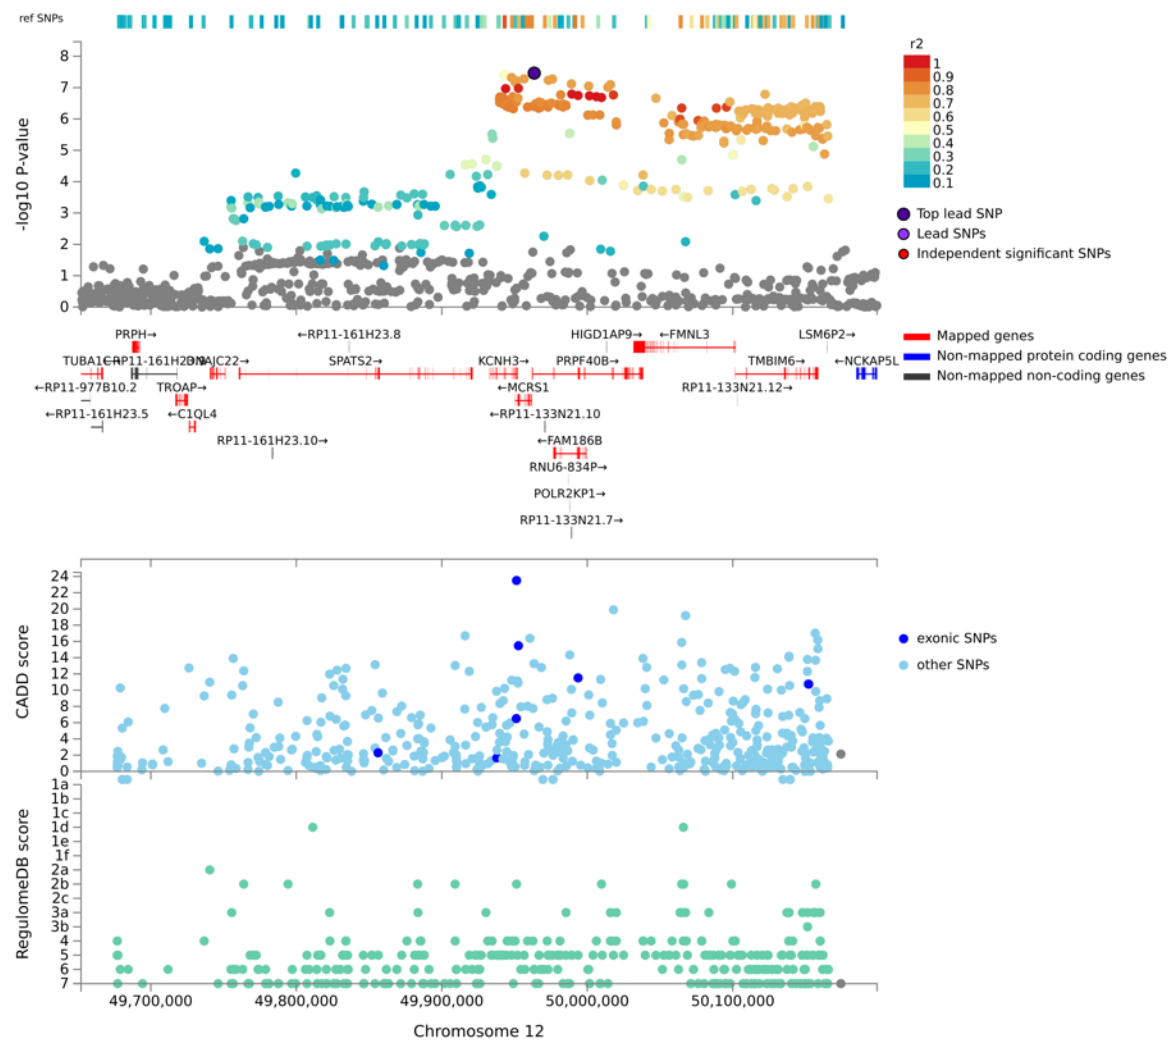 ref SNPs
r2
8
7
6
5
4
3
2
1
0
-log10 P-value
1
0.9
0.8
0.7
0.6
0.5
0.4
0.3
0.2
0.1
Top lead SNP
Lead SNPs
Independent significant SNPs
PRPH→
←RP11-161H23.8
HIGD1AP9→
←FMNL3
LSM6P2→
SPATS2→
KCNH3→
PRPF40B→
TMBIM6→
←NCKAP5L
←RP11-977B10.2
TROAP→
←MCRS1
RP11-133N21.12→
←RP11-161H23.5
←C1QL4
←RP11-133N21.10
RP11-161H23.10→
←FAM186B
RNU6-834P→
POLR2KP1→
RP11-133N21.7→
Mapped genes
Non-mapped protein coding genes
Non-mapped non-coding genes
24
22
20
18
16
14
12
10
8
6
4
2
0
CADD score
exonic SNPs
other SNPs
1a
1b
1c
1d
1e
1f
2a
2b
2c
3a
3b
4
5
6
7
RegulomeDB score
49,700,000
49,800,000
49,900,000
50,000,000
50,100,000
Chromosome 12